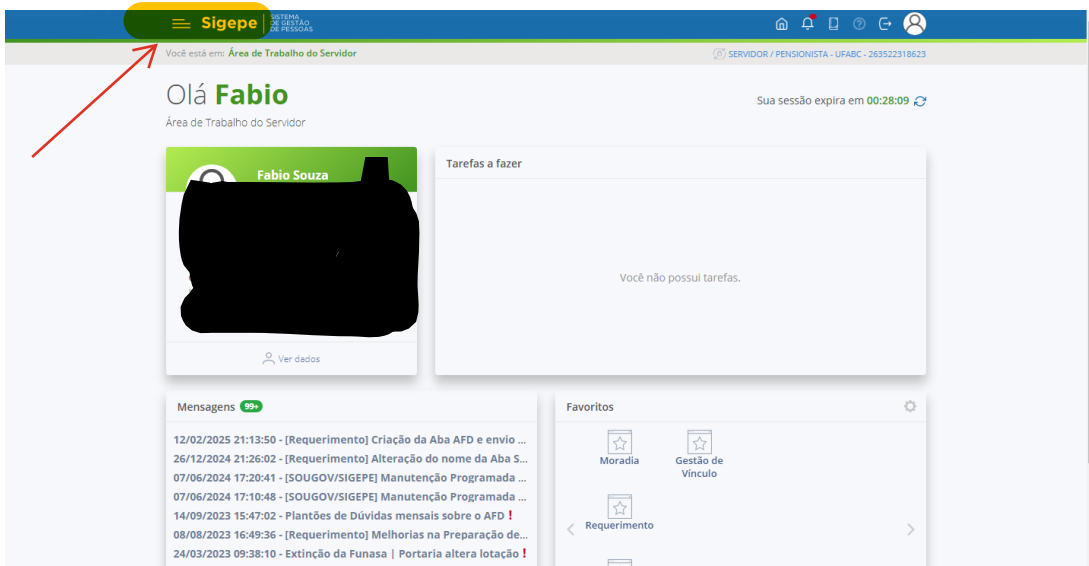 Sigepe
SISTEMA
DE GESTÃO
DE PESSOAS
Você está em: Área de Trabalho do Servidor
SERVIDOR / PENSIONISTA - UFABC - 263522318623
Olá Fabio
Sua sessão expira em 00:28:09
Área de Trabalho do Servidor
Fabio Souza
Tarefas a fazer
Você não possui tarefas.
Ver dados
Mensagens 99+
12/02/2025 21:13:50 - [Requerimento] Criação da Aba AFD e envio ...
26/12/2024 21:26:02 - [Requerimento] Alteração do nome da Aba S...
07/06/2024 17:20:41 - [SOUGOV/SIGEPE] Manutenção Programada ...
07/06/2024 17:10:48 - [SOUGOV/SIGEPE] Manutenção Programada ...
14/09/2023 15:47:02 - Plantões de Dúvidas mensais sobre o AFD !
08/08/2023 16:49:36 - [Requerimento] Melhorias na Preparação de...
24/03/2023 09:38:10 - Extinção da Funasa | Portaria altera lotação !
Favoritos
Moradia
Gestão de
Vínculo
Requerimento